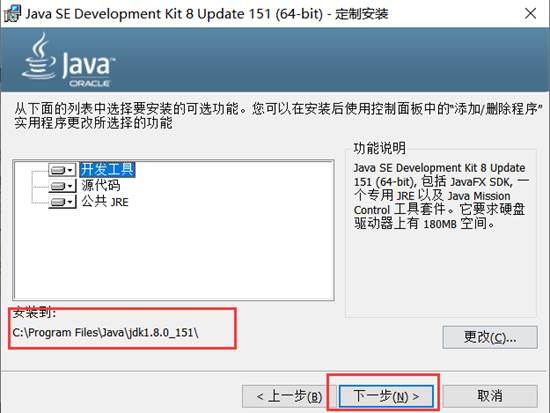 Java SE Development Kit 8 Update 151 (64-bit) - 定制安装
Java™
ORACLE
从下面的列表中选择要安装的可选功能。您可以在安装后使用控制面板中的“添加/删除程序”
实用程序更改所选择的功能
开发工具
源代码
公共 JRE
功能说明
Java SE Development Kit 8 Update
151 (64-bit), 包括 JavaFX SDK, 一
个专用 JRE 以及 Java Mission
Control 工具套件。它要求硬盘
驱动器上有 180MB 空间。
安装到:
C:\Program Files\Java\jdk1.8.0_151\
更改(C)...
< 上一步(B)
下一步(N) >
取消